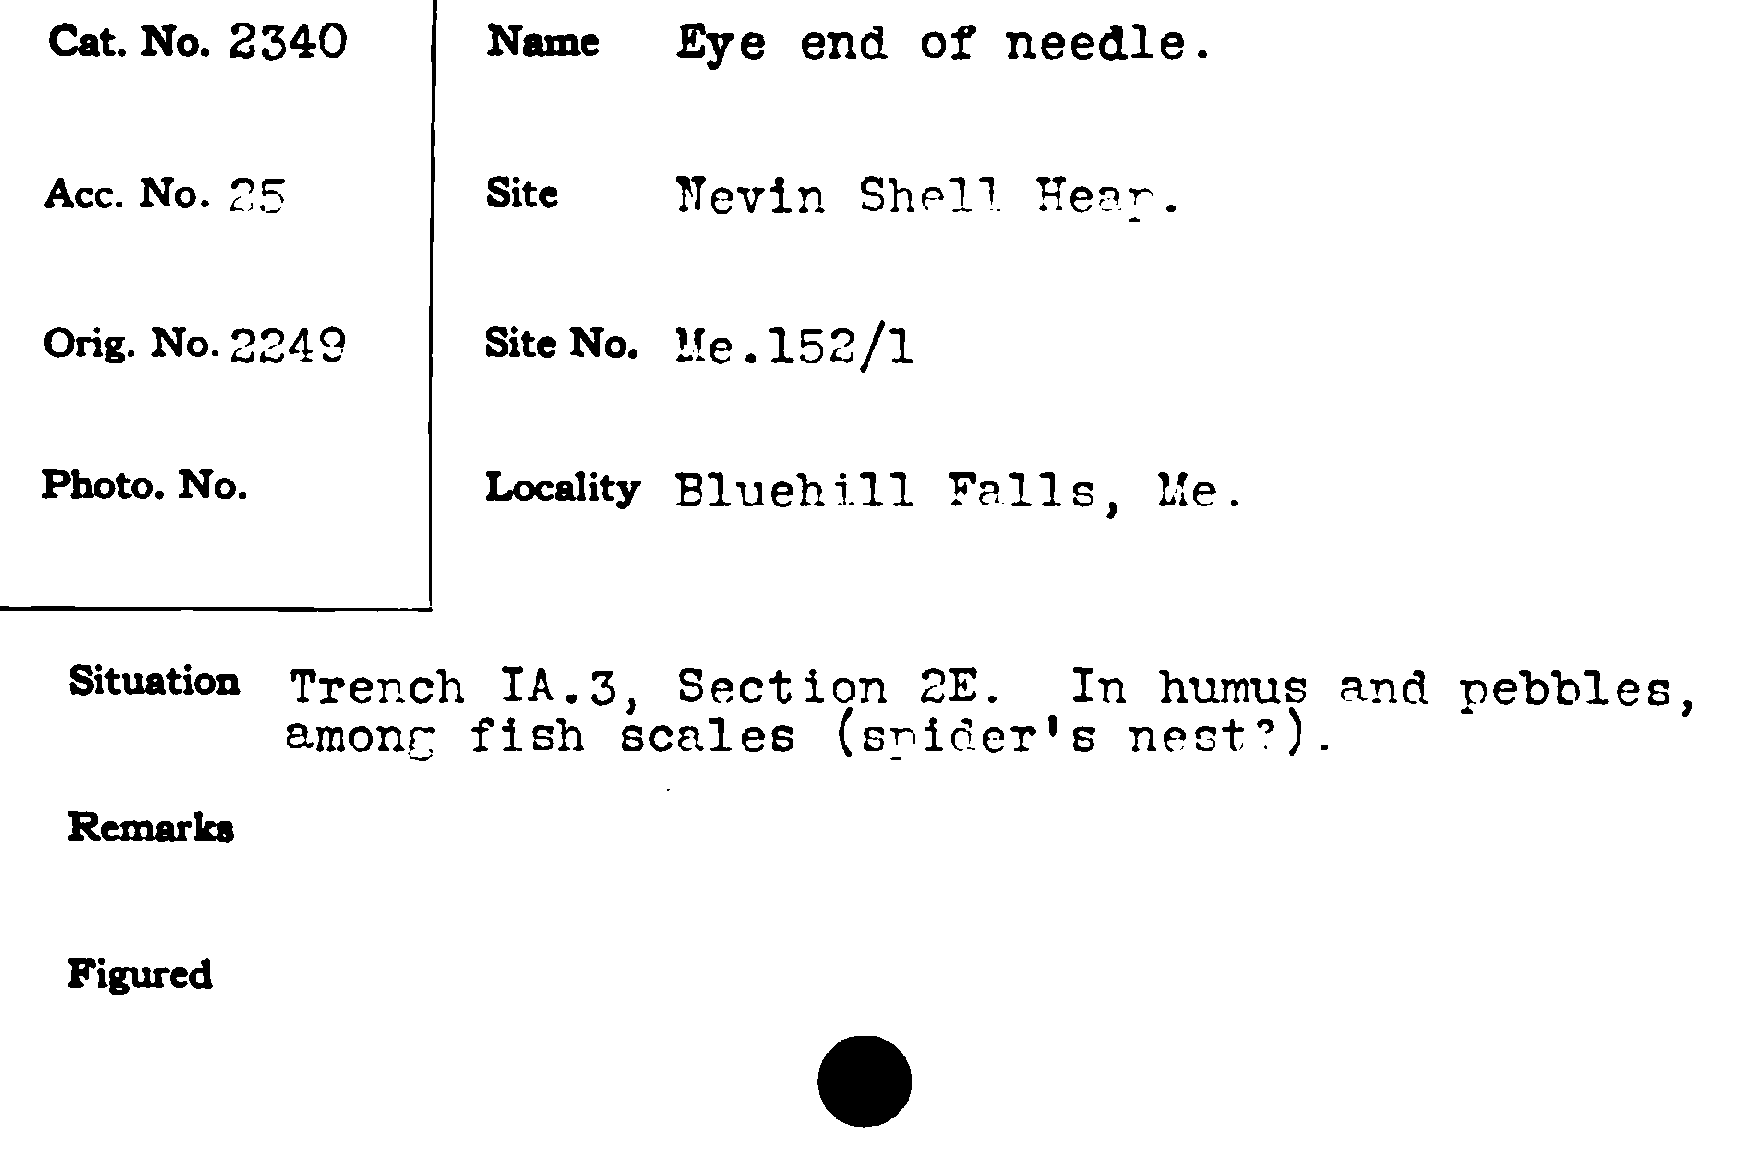 Cat. No. 2340
Name Eye end of needle.
Acc. No. 25
Site Nevin Shell Heap.
Orig. No. 2249
Site No. Me.152/1
Photo. No.
Locality Bluehill Falls, Me.
Situation Trench IA.3, Section 2E. In humus and pebbles,
among fish scales (spider's nest?).
Remarks
Figured